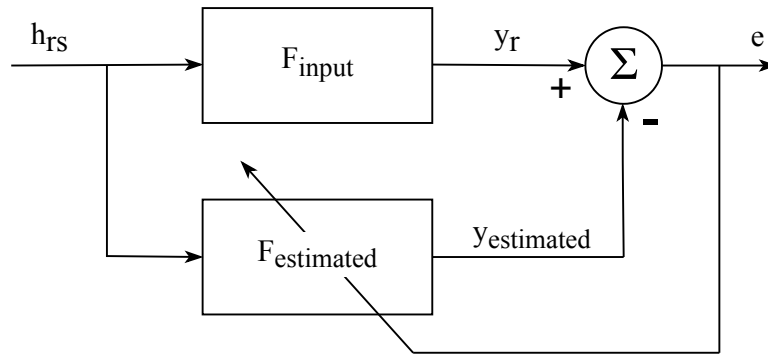 h_rs
F_input
y_r
Σ
e
+
-
F_estimated
y_estimated